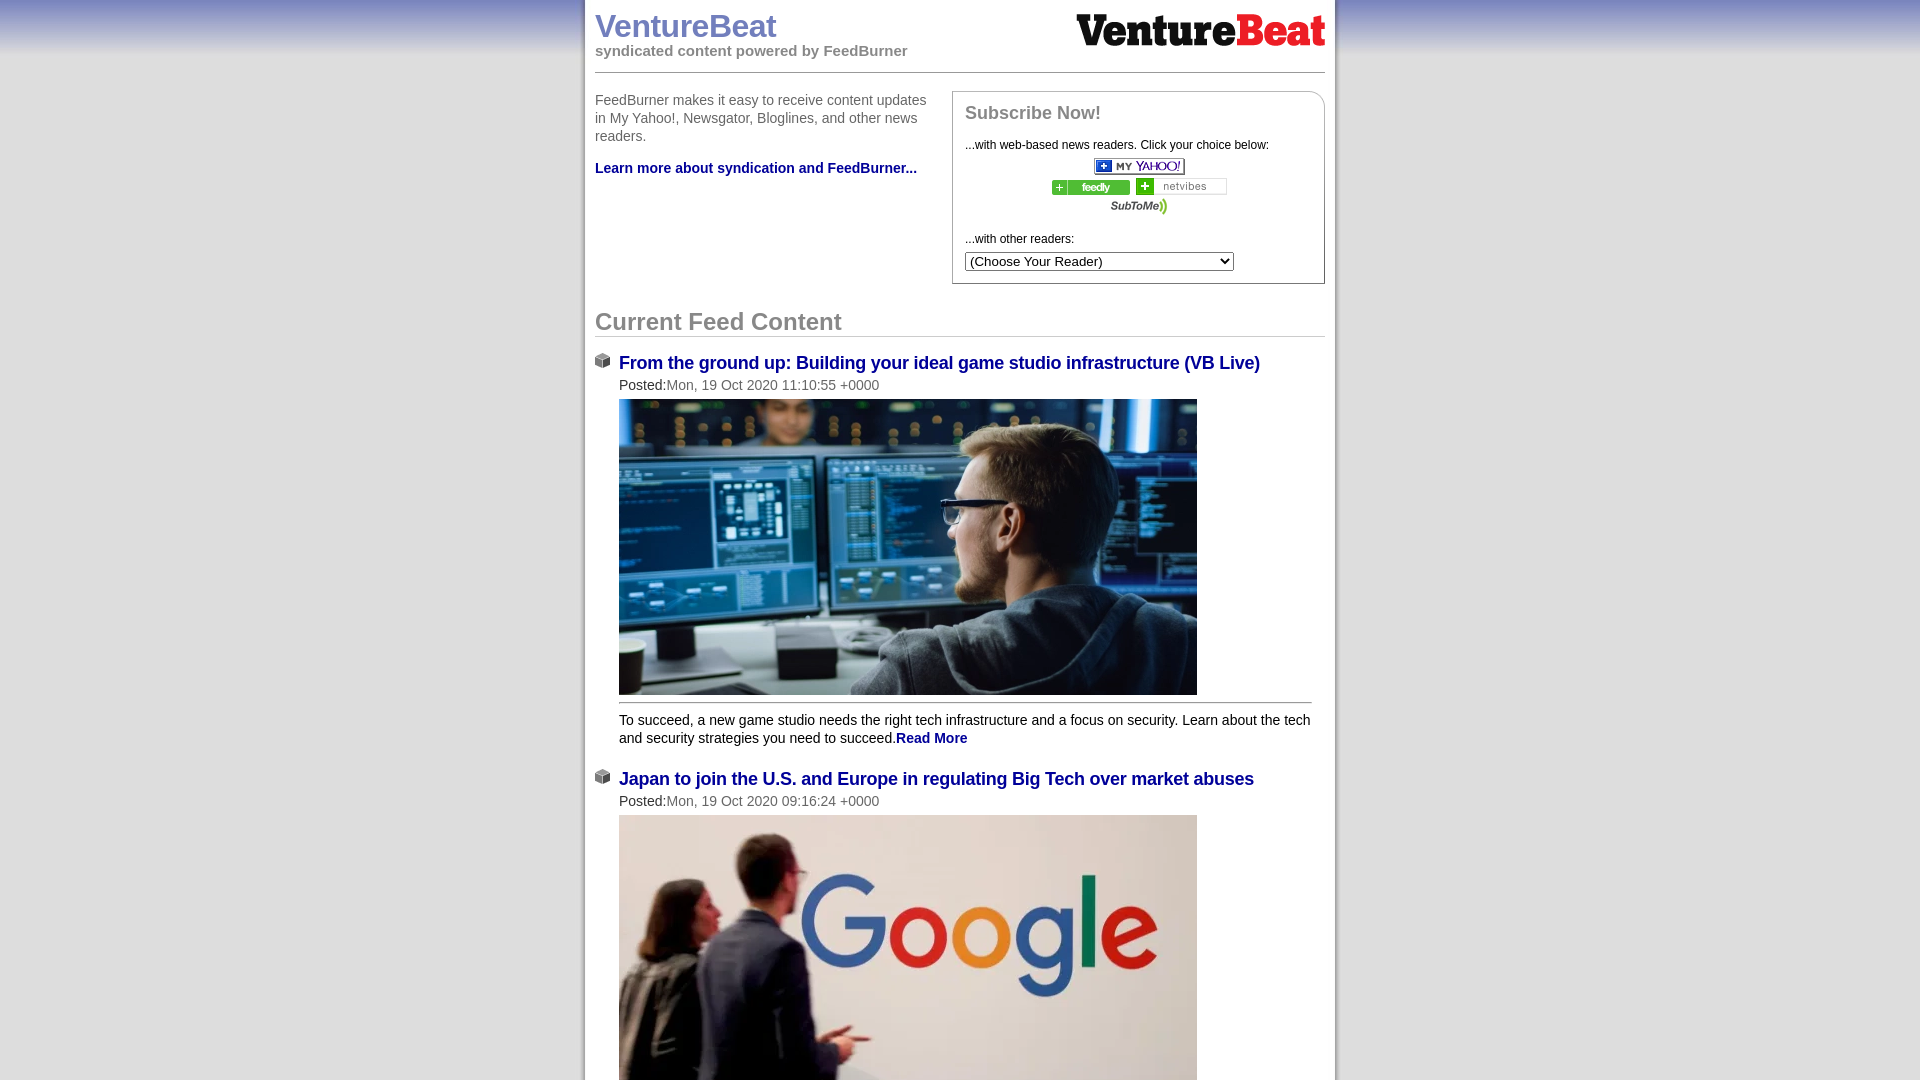 VentureBeat
syndicated content powered by FeedBurner
VentureBeat
FeedBurner makes it easy to receive content updates
in My Yahoo!, Newsgator, Bloglines, and other news
readers.
Learn more about syndication and FeedBurner...
Subscribe Now!
...with web-based news readers. Click your choice below:
MY YAHOO!
feedly
netvibes
SubToMe
...with other readers:
(Choose Your Reader)
Current Feed Content
From the ground up: Building your ideal game studio infrastructure (VB Live)
Posted:Mon, 19 Oct 2020 11:10:55 +0000
To succeed, a new game studio needs the right tech infrastructure and a focus on security. Learn about the tech
and security strategies you need to succeed.Read More
Japan to join the U.S. and Europe in regulating Big Tech over market abuses
Posted:Mon, 19 Oct 2020 09:16:24 +0000
Google